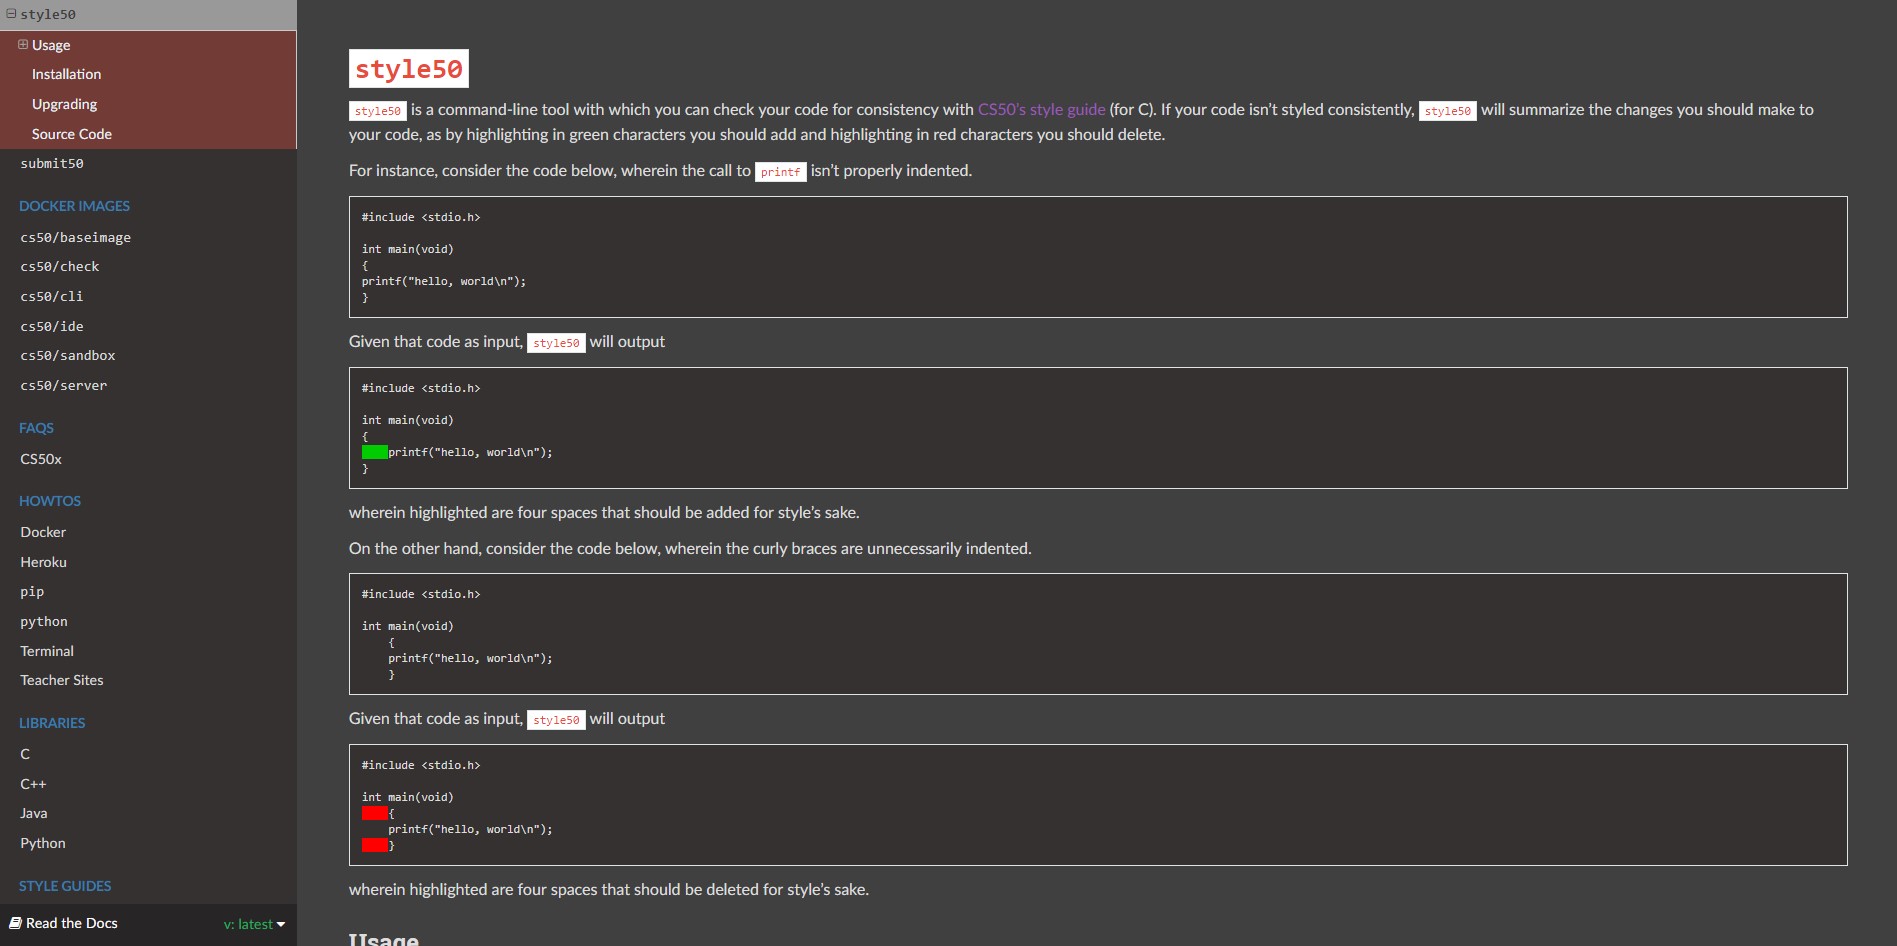 style50
Usage
Installation
Upgrading
Source Code
submit50
DOCKER IMAGES
cs50/baseimage
cs50/check
cs50/cli
cs50/ide
cs50/sandbox
cs50/server
FAQS
CS50x
HOWTOS
Docker
Heroku
pip
python
Terminal
Teacher Sites
LIBRARIES
C
C++
Java
Python
STYLE GUIDES
Read the Docs v: latest
style50
style50 is a command-line tool with which you can check your code for consistency with CS50's style guide (for C). If your code isn't styled consistently, style50 will summarize the changes you should make to
your code, as by highlighting in green characters you should add and highlighting in red characters you should delete.
For instance, consider the code below, wherein the call to printf isn't properly indented.
#include <stdio.h>
int main(void)
{
printf("hello, world\n");
}
Given that code as input, style50 will output
#include <stdio.h>
int main(void)
{
printf("hello, world\n");
}
wherein highlighted are four spaces that should be added for style's sake.
On the other hand, consider the code below, wherein the curly braces are unnecessarily indented.
#include <stdio.h>
int main(void)
{
printf("hello, world\n");
}
Given that code as input, style50 will output
#include <stdio.h>
int main(void)
{
printf("hello, world\n");
}
wherein highlighted are four spaces that should be deleted for style's sake.
Usage